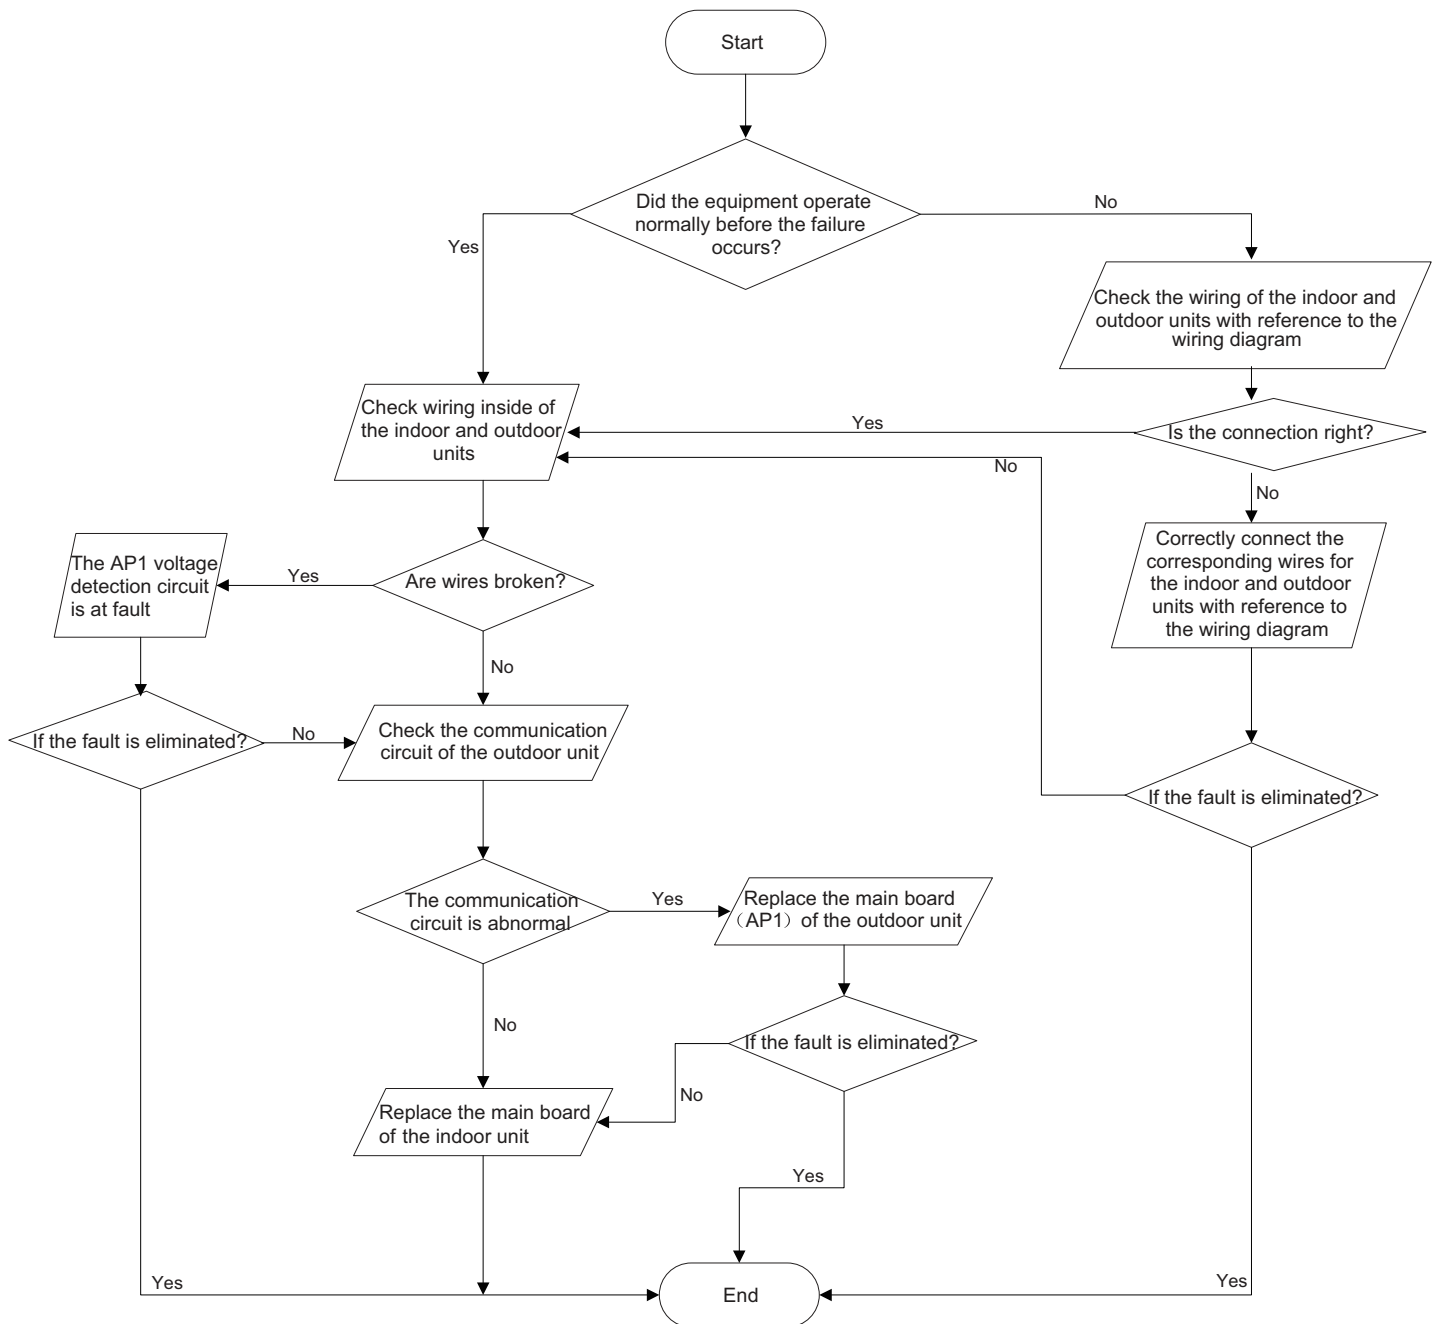 Start
Did the equipment operate
normally before the failure
occurs?
No
Yes
Check the wiring of the indoor and
outdoor units with reference to the
wiring diagram
Check wiring inside of
the indoor and outdoor
units
Yes
Is the connection right?
No
No
The AP1 voltage
detection circuit
is at fault
Yes
Are wires broken?
Correctly connect the
corresponding wires for
the indoor and outdoor
units with reference to
the wiring diagram
No
If the fault is eliminated?
No
Check the communication
circuit of the outdoor unit
If the fault is eliminated?
The communication
circuit is abnormal
Yes
Replace the main board
（AP1）of the outdoor unit
No
If the fault is eliminated?
No
Replace the main board
of the indoor unit
Yes
Yes
End
Yes